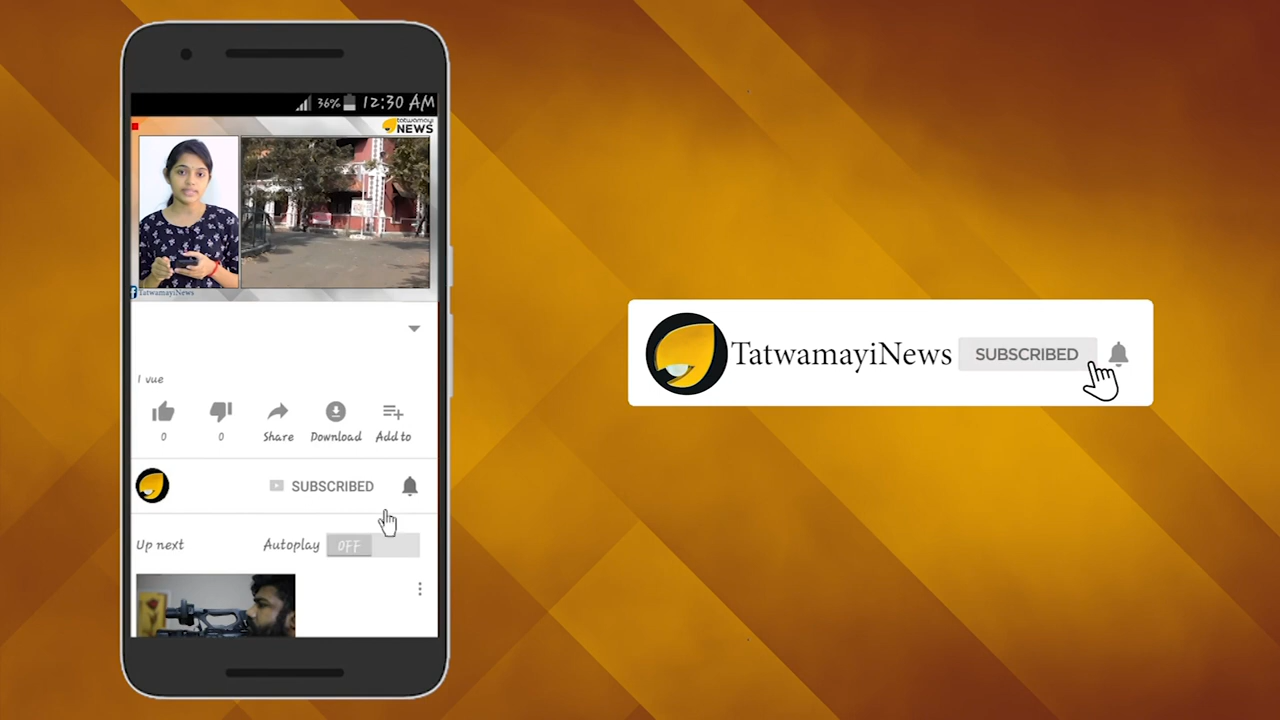 36% 12:30 AM
tatwamayi
NEWS
f TatwamayiNews
1 vue
0 0 Share Download Add to
SUBSCRIBED
Up next Autoplay OFF
TatwamayiNews SUBSCRIBED